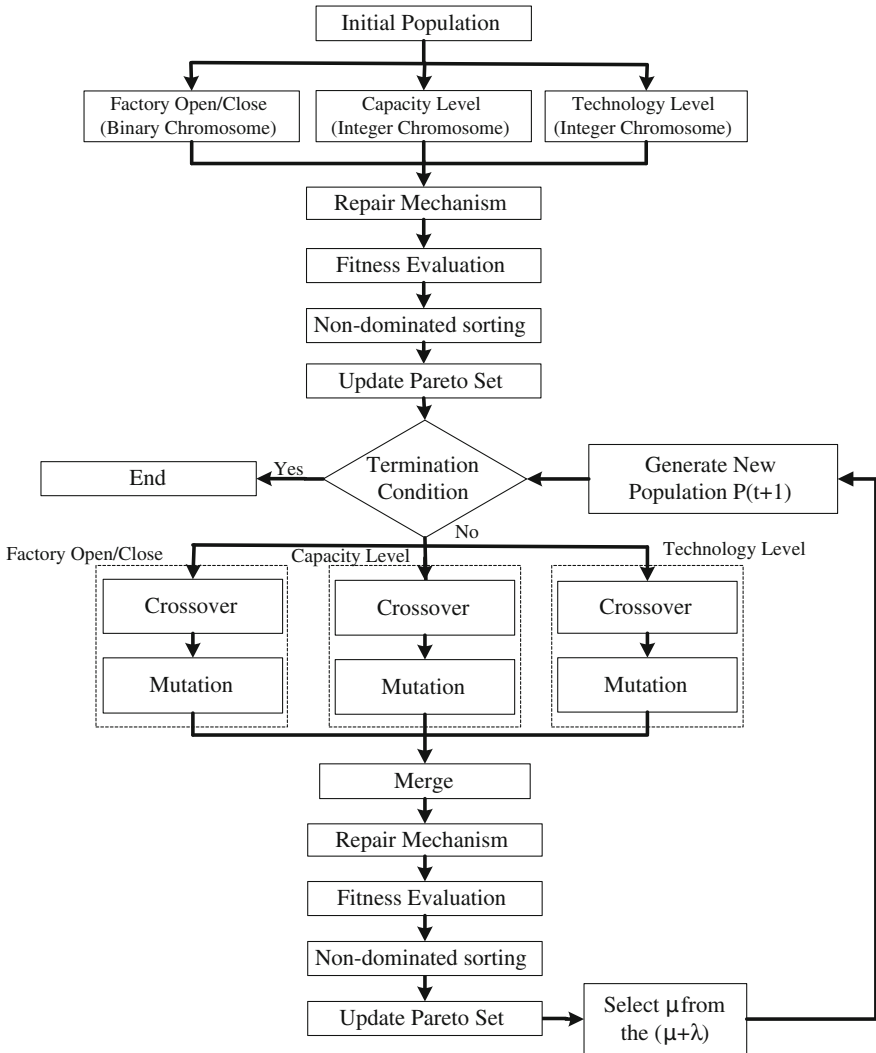 Initial Population
Factory Open/Close
(Binary Chromosome)
Capacity Level
(Integer Chromosome)
Technology Level
(Integer Chromosome)
Repair Mechanism
Fitness Evaluation
Non-dominated sorting
Update Pareto Set
Termination
Condition
Yes
End
Generate New
Population P(t+1)
No
Factory Open/Close
Capacity Level
Technology Level
Crossover
Crossover
Crossover
Mutation
Mutation
Mutation
Merge
Repair Mechanism
Fitness Evaluation
Non-dominated sorting
Update Pareto Set
Select μ from
the (μ+λ)